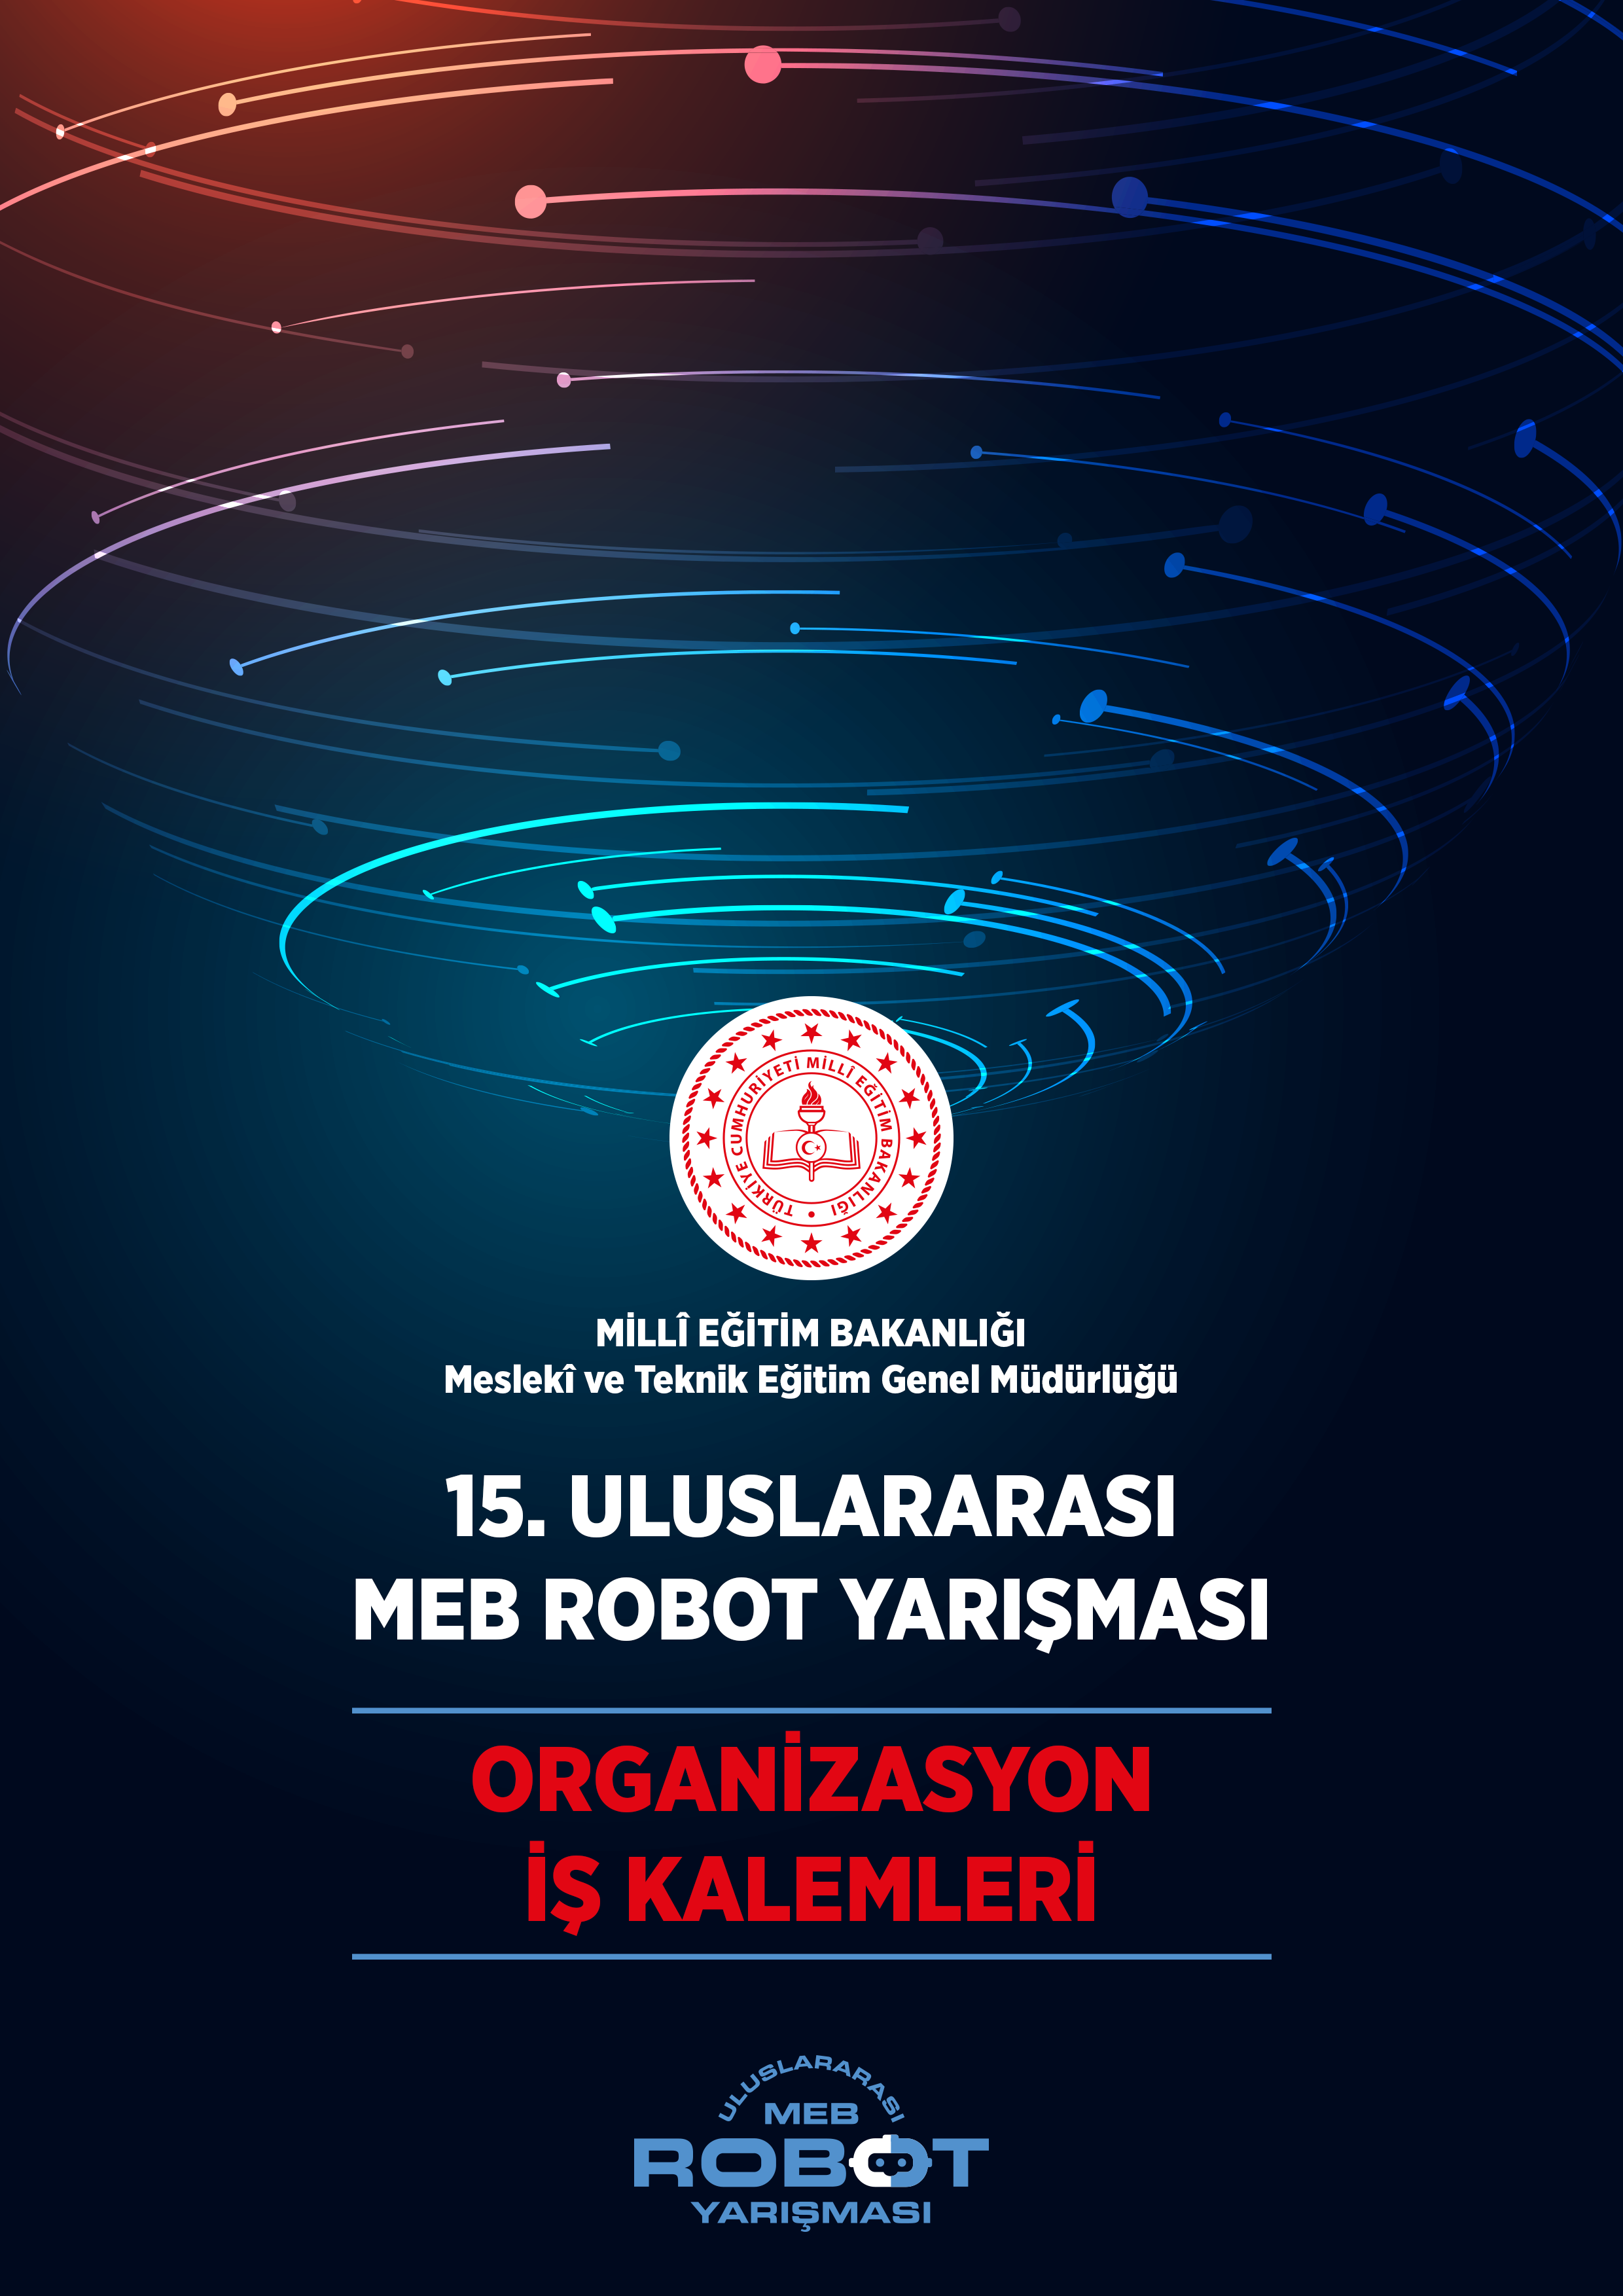 TÜRKİYE CUMHURİYETİ MİLLÎ EĞİTİM BAKANLIĞI
MİLLÎ EĞİTİM BAKANLIĞI
Meslekî ve Teknik Eğitim Genel Müdürlüğü
15. ULUSLARARASI
MEB ROBOT YARIŞMASI
ORGANİZASYON
İŞ KALEMLERİ
ULUSLARARASI
MEB
ROBOT
YARIŞMASI